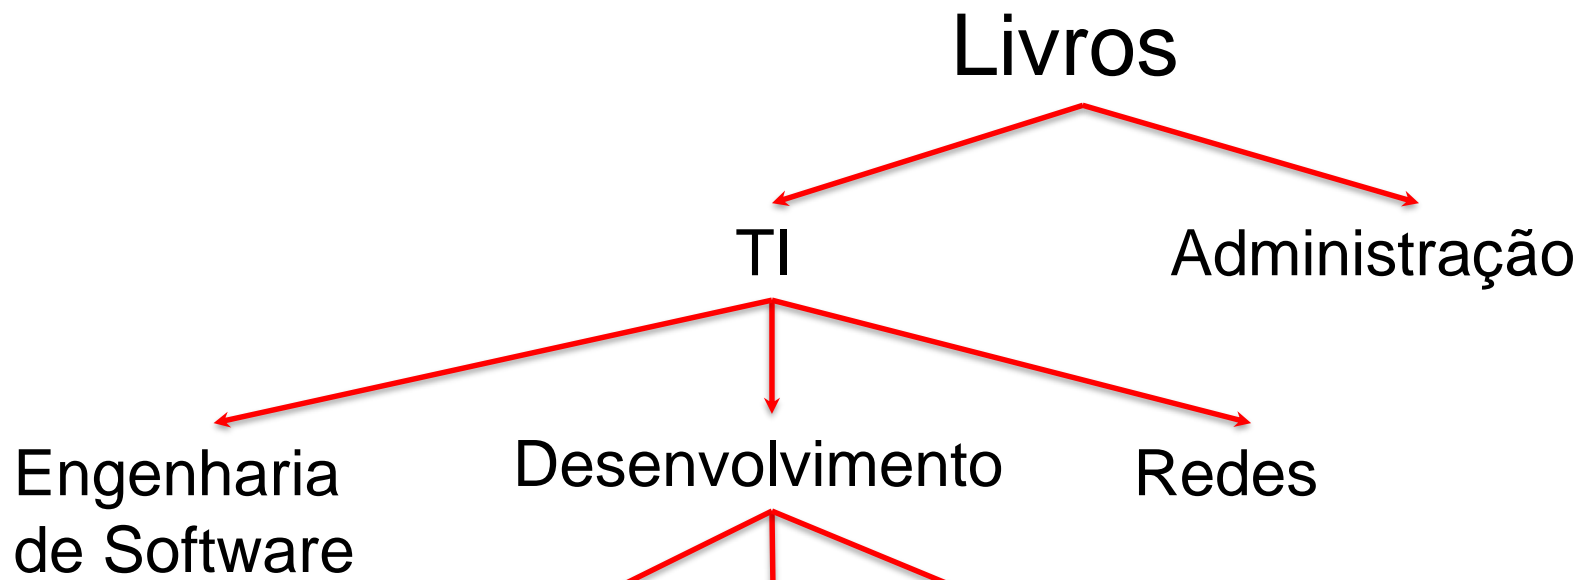 Livros
TI
Administração
Engenharia
de Software
Desenvolvimento
Redes